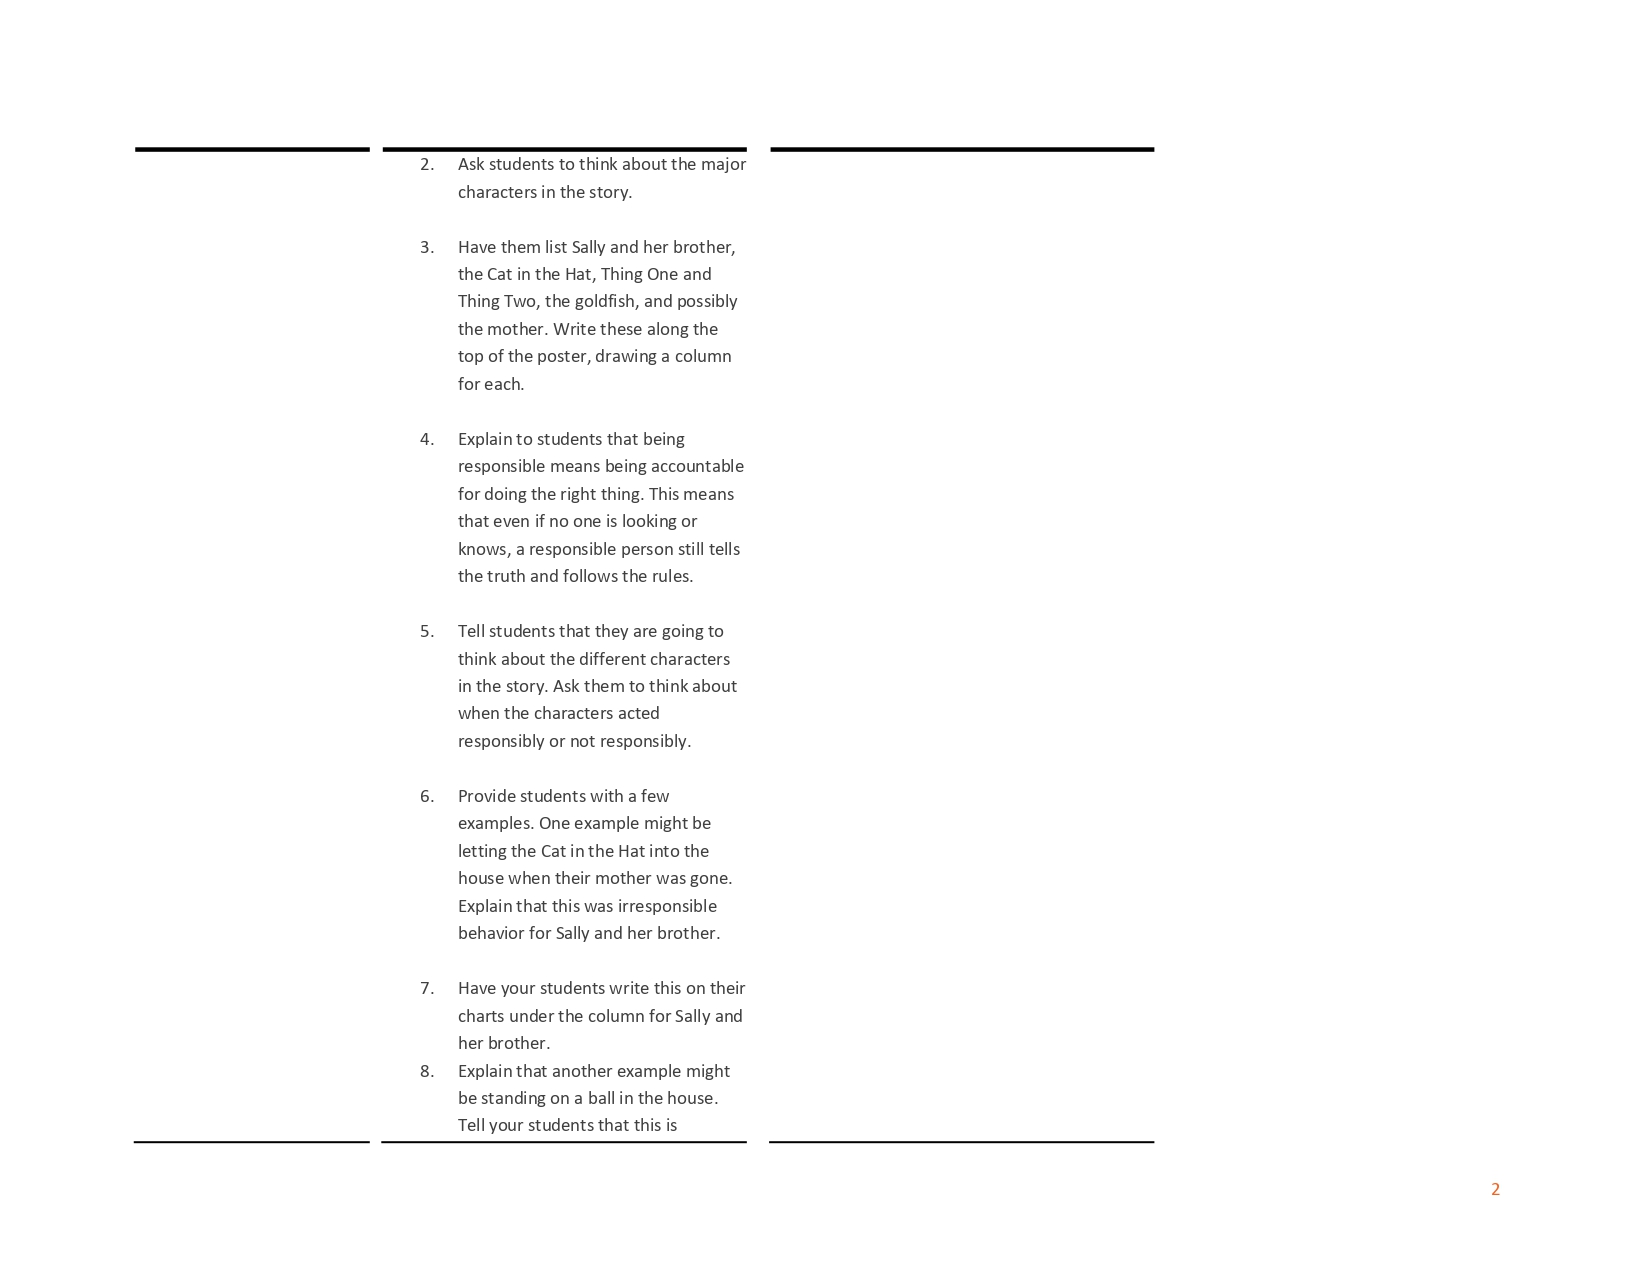 2. Ask students to think about the major
characters in the story.
3. Have them list Sally and her brother,
the Cat in the Hat, Thing One and
Thing Two, the goldfish, and possibly
the mother. Write these along the
top of the poster, drawing a column
for each.
4. Explain to students that being
responsible means being accountable
for doing the right thing. This means
that even if no one is looking or
knows, a responsible person still tells
the truth and follows the rules.
5. Tell students that they are going to
think about the different characters
in the story. Ask them to think about
when the characters acted
responsibly or not responsibly.
6. Provide students with a few
examples. One example might be
letting the Cat in the Hat into the
house when their mother was gone.
Explain that this was irresponsible
behavior for Sally and her brother.
7. Have your students write this on their
charts under the column for Sally and
her brother.
8. Explain that another example might
be standing on a ball in the house.
Tell your students that this is
2